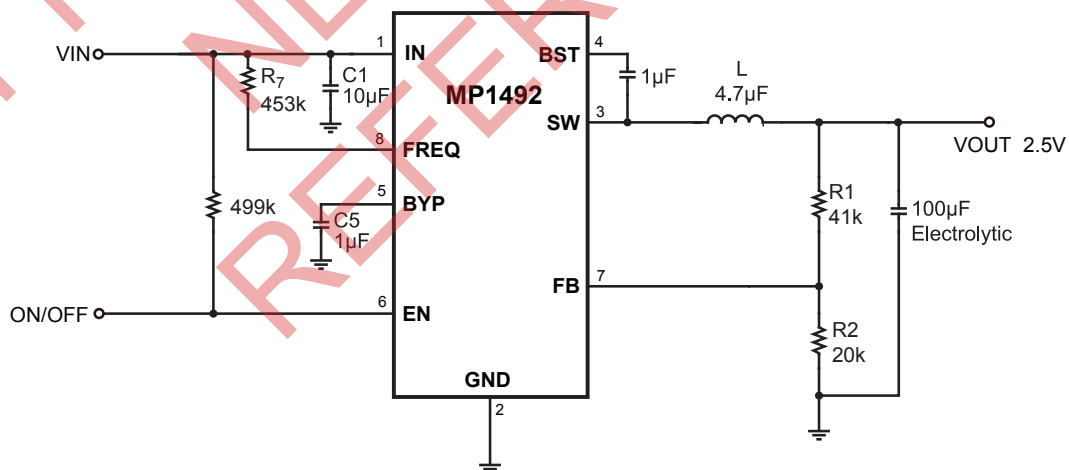 VIN
1
IN
BST
4
R7
453k
C1
10µF
MP1492
1µF
L
4.7µF
SW
3
VOUT 2.5V
8
FREQ
5
BYP
499k
C5
1µF
R1
41k
100µF
Electrolytic
FB
7
ON/OFF
6
EN
R2
20k
GND
2
REFER